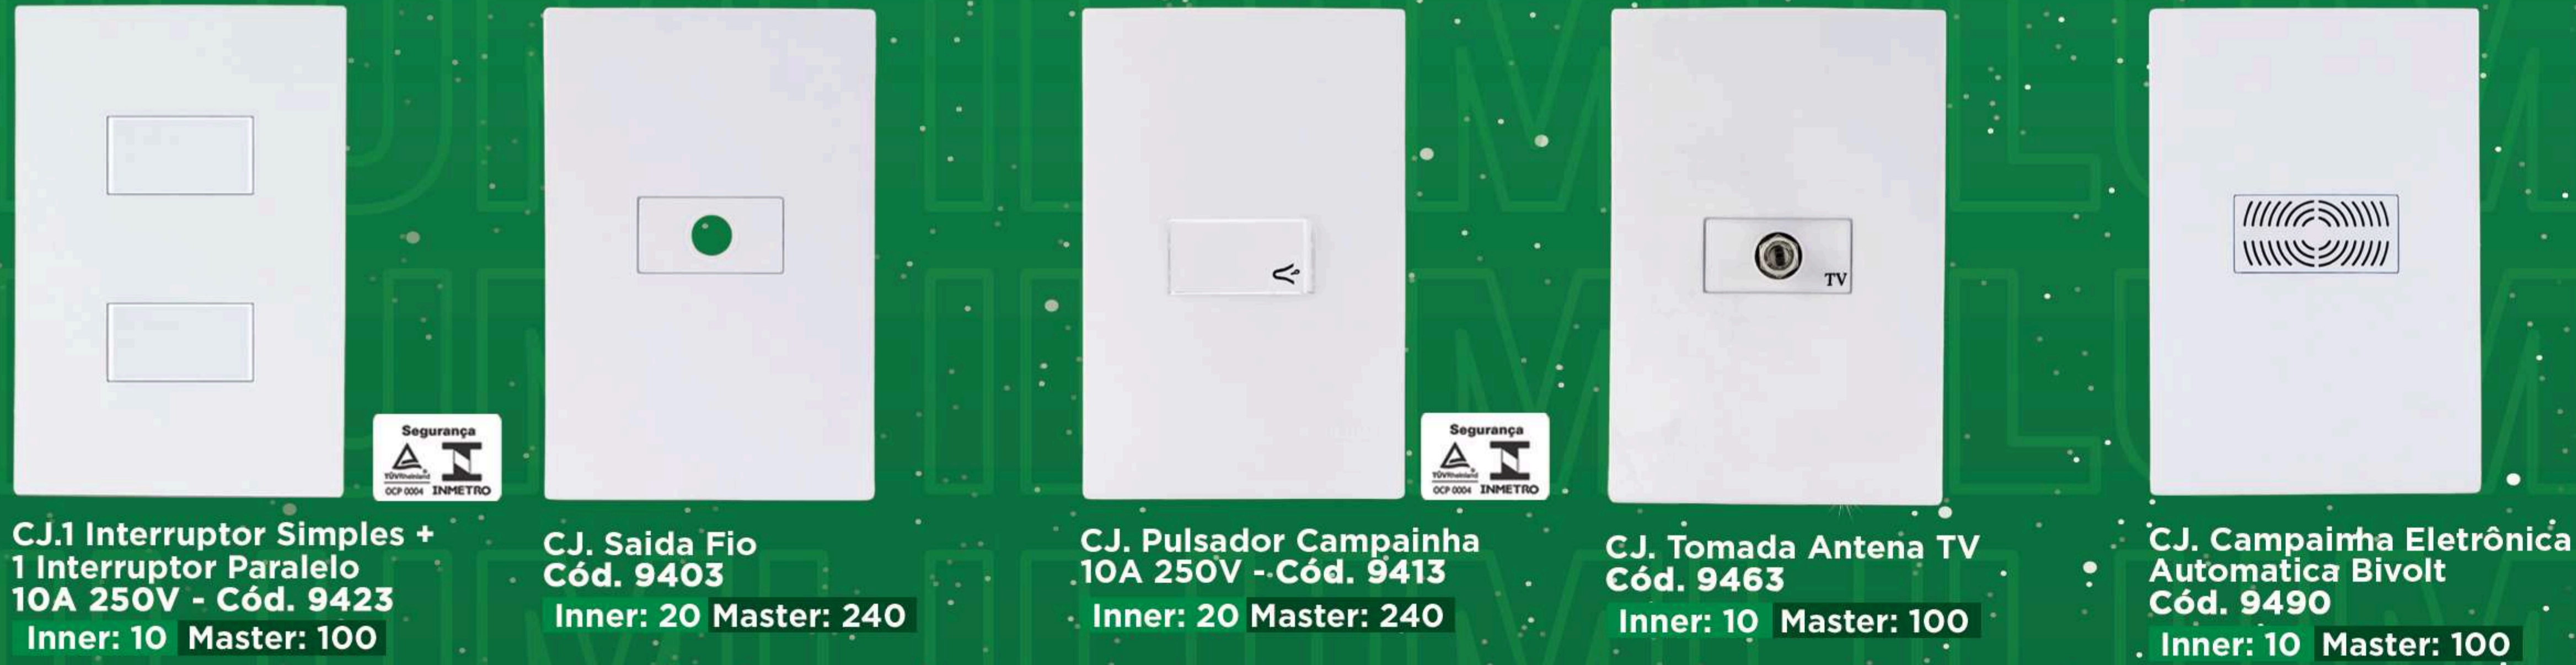 Segurança
TÜVRheinland
OCP 0004 INMETRO
CJ.1 Interruptor Simples +
1 Interruptor Paralelo
10A 250V - Cód. 9423
Inner: 10 Master: 100
CJ. Saida Fio
Cód. 9403
Inner: 20 Master: 240
Segurança
TÜVRheinland
OCP 0004 INMETRO
CJ. Pulsador Campainha
10A 250V - Cód. 9413
Inner: 20 Master: 240
TV
CJ. Tomada Antena TV
Cód. 9463
Inner: 10 Master: 100
CJ. Campainha Eletrônica
Automatica Bivolt
Cód. 9490
Inner: 10 Master: 100